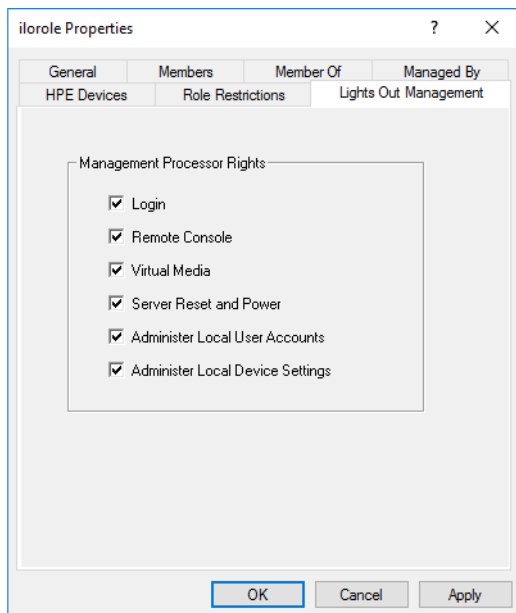 ilorole Properties
?
General
Members
Member Of
Managed By
HPE Devices
Role Restrictions
Lights Out Management
Management Processor Rights
Login
Remote Console
Virtual Media
Server Reset and Power
Administer Local User Accounts
Administer Local Device Settings
OK
Cancel
Apply